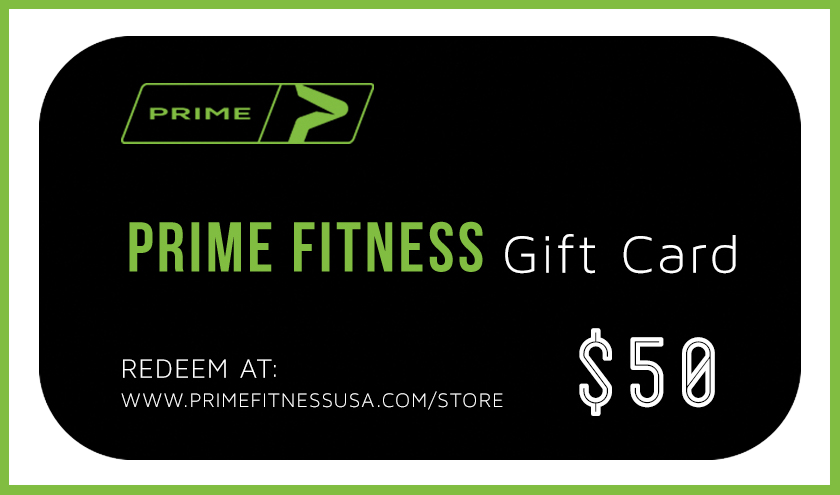 PRIME
PRIME FITNESS Gift Card
REDEEM AT:
WWW.PRIMEFITNESSUSA.COM/STORE
$50